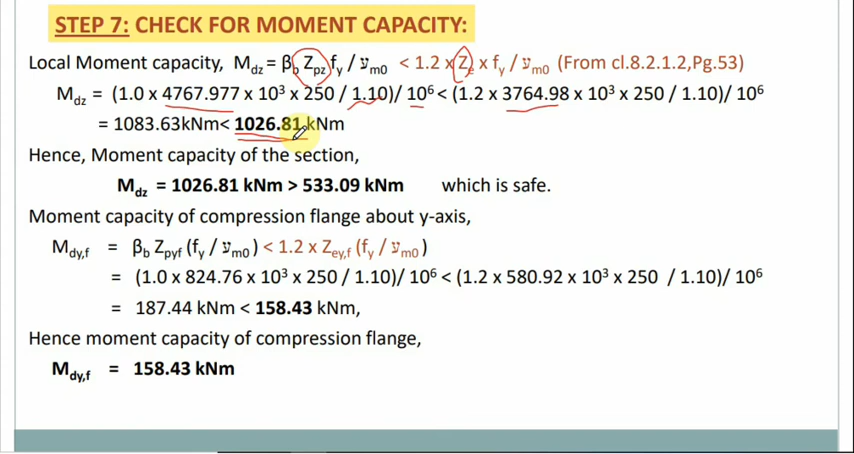 STEP 7: CHECK FOR MOMENT CAPACITY:
Local Moment capacity, Mdz = βb Zpz fy / ɤm0 < 1.2 x Ze x fy / ɤm0 (From cl.8.2.1.2, Pg.53)
Mdz = (1.0 x 4767.977 x 10³ x 250 / 1.10)/ 10⁶ < (1.2 x 3764.98 x 10³ x 250 / 1.10)/ 10⁶
= 1083.63kNm< 1026.81 kNm
Hence, Moment capacity of the section,
Mdz = 1026.81 kNm > 533.09 kNm which is safe.
Moment capacity of compression flange about y-axis,
Mdy,f = βb Zpyf (fy / ɤm0) < 1.2 x Zey,f (fy / ɤm0)
= (1.0 x 824.76 x 10³ x 250 / 1.10)/ 10⁶ < (1.2 x 580.92 x 10³ x 250 / 1.10)/ 10⁶
= 187.44 kNm < 158.43 kNm,
Hence moment capacity of compression flange,
Mdy,f = 158.43 kNm